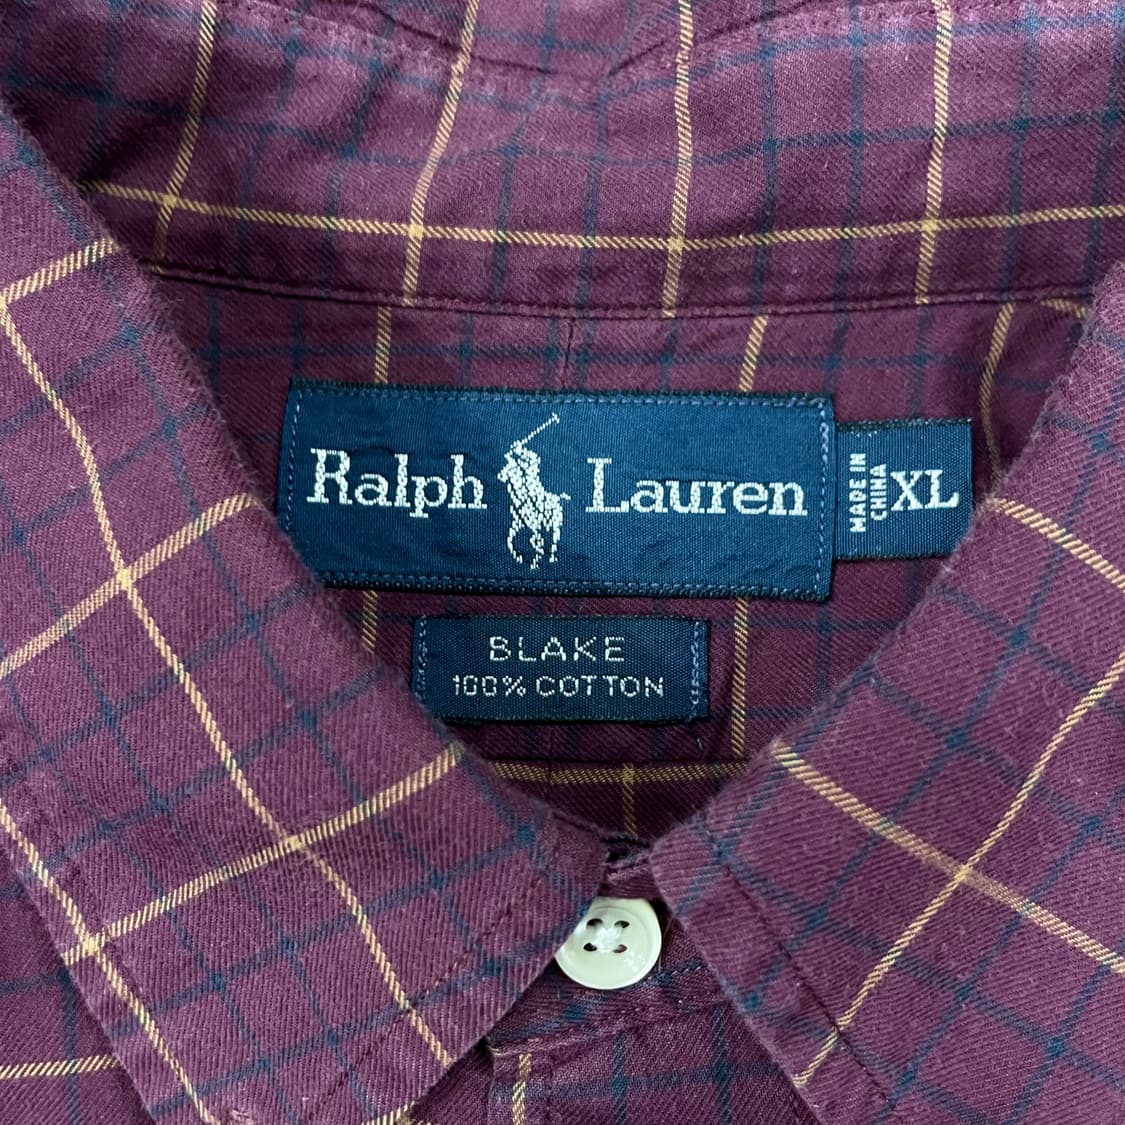 Ralph Lauren
MADE IN
CHINA
XL
BLAKE
100% COTTON